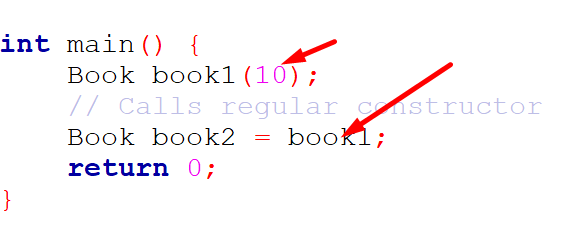 int main() {
Book book1(10);
// Calls regular constructor
Book book2 = book1;
return 0;
}